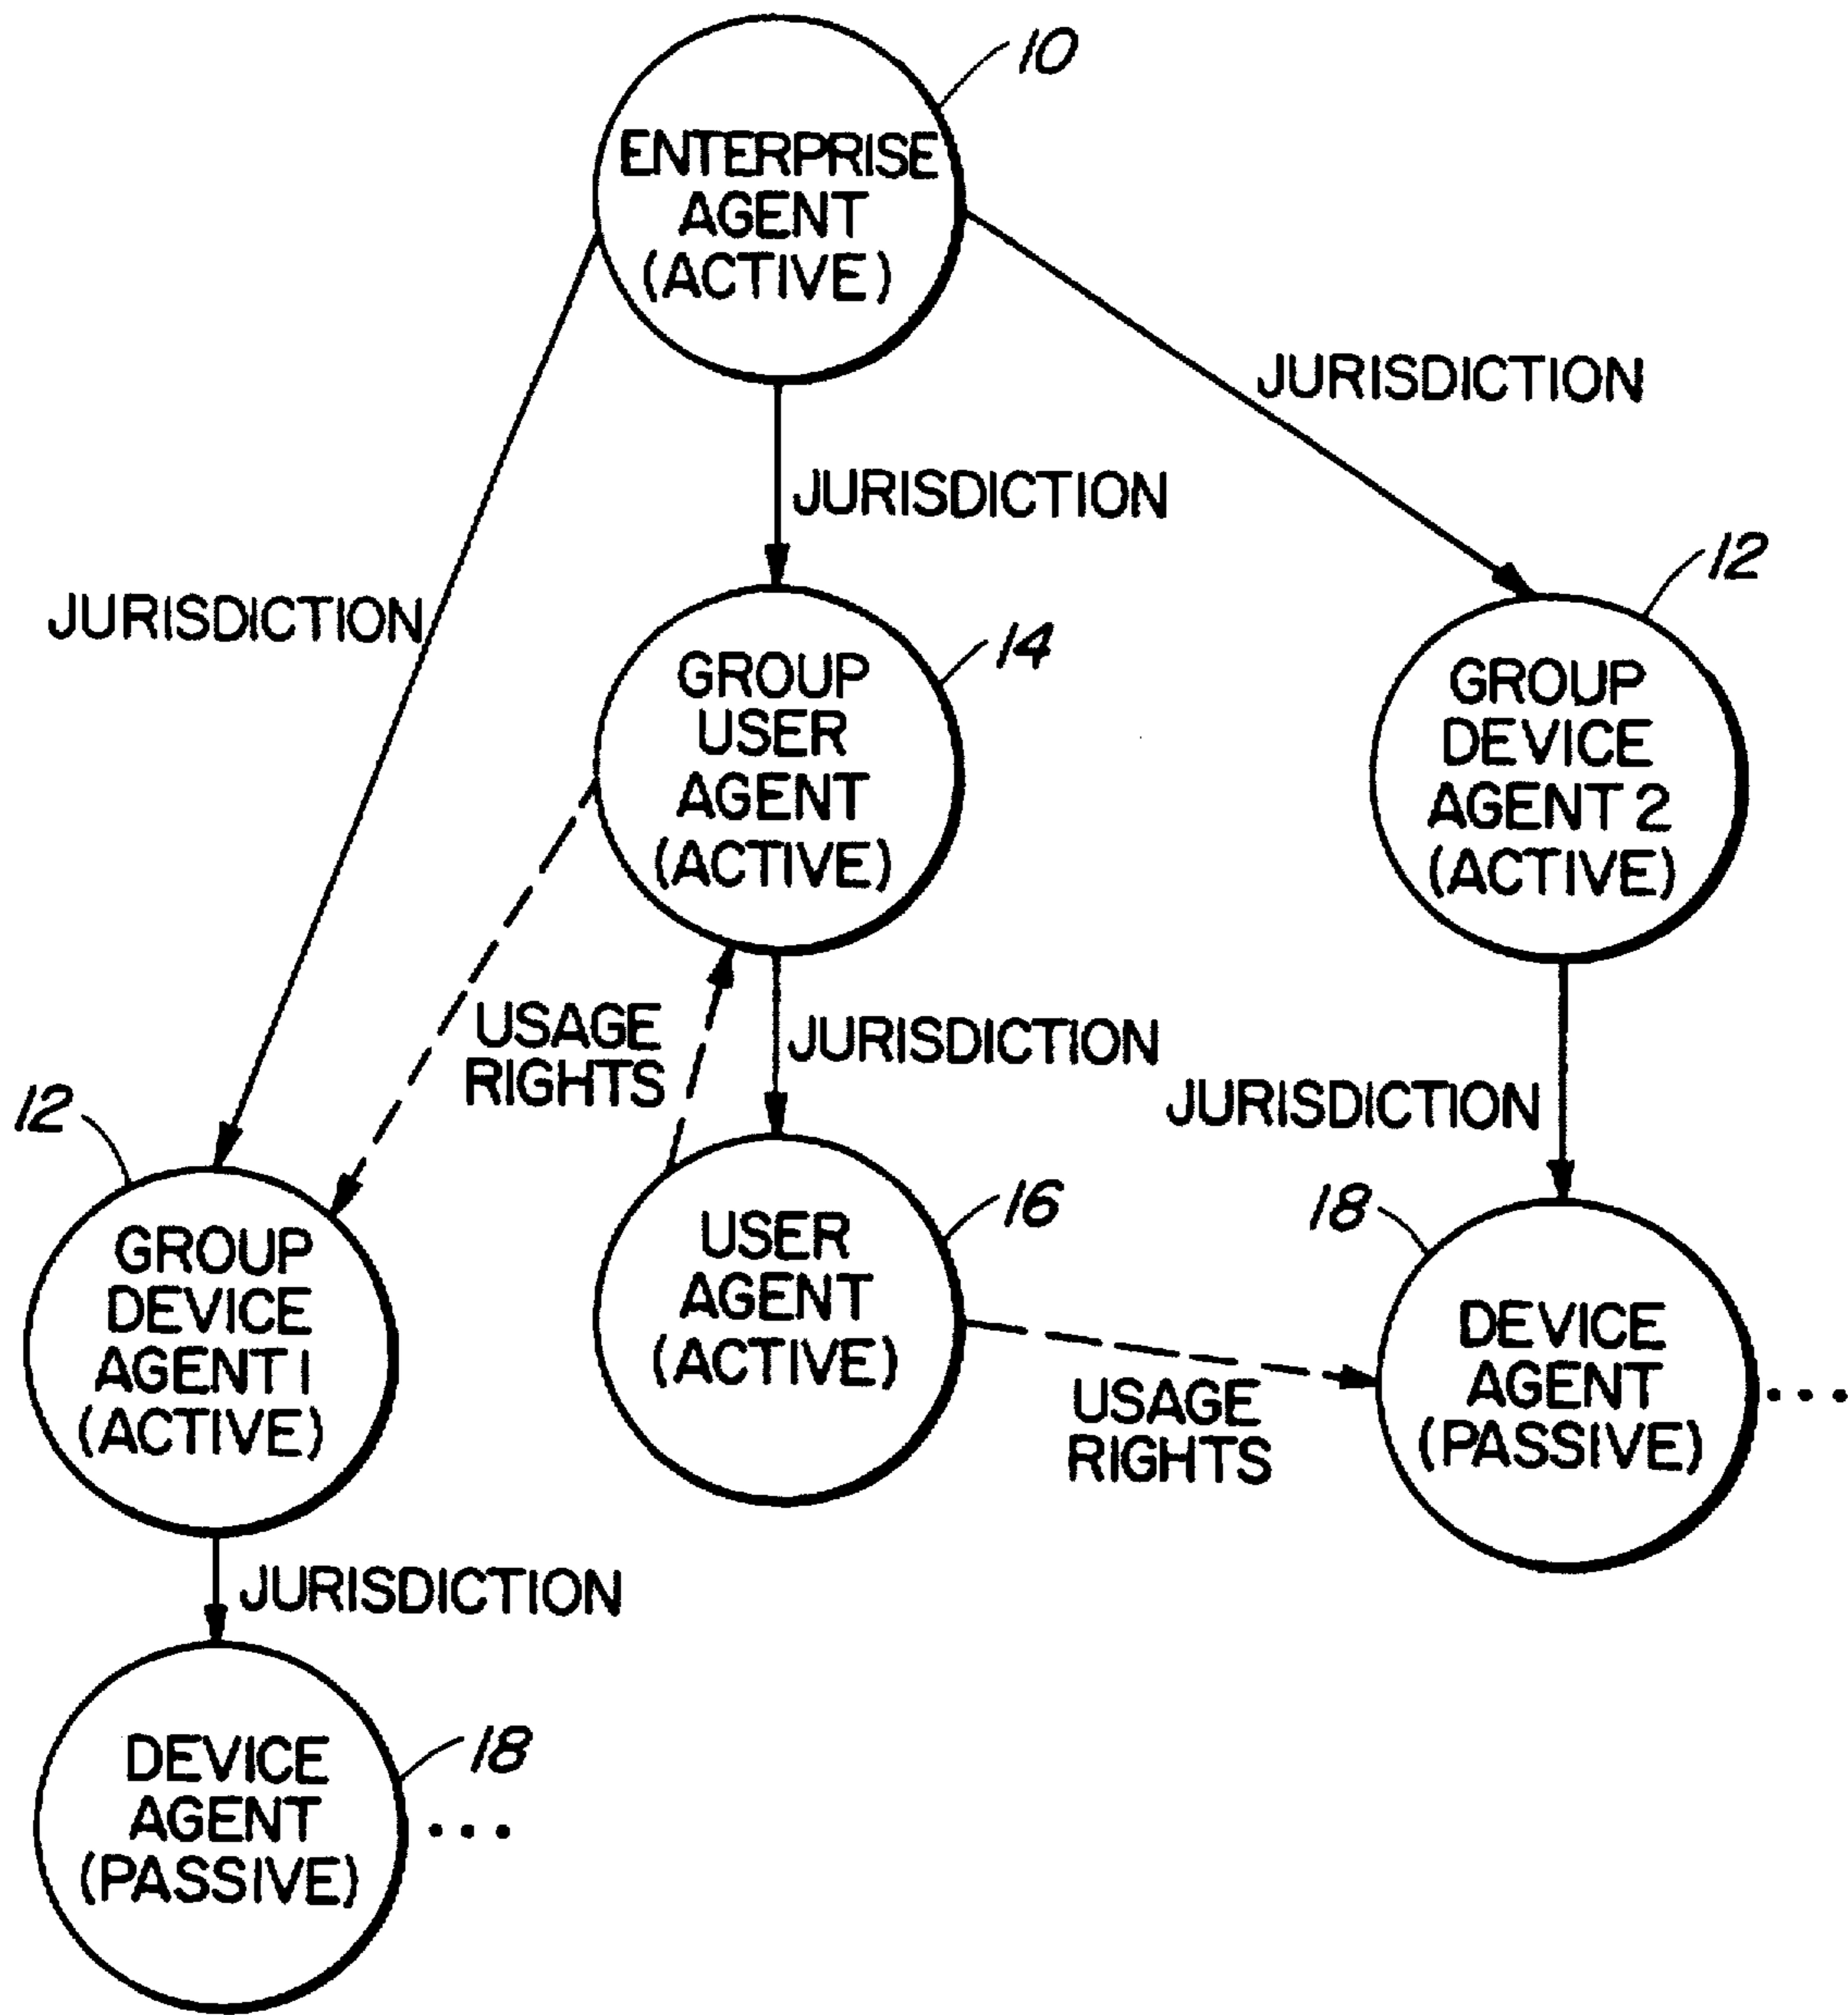 10
ENTERPRISE
AGENT
(ACTIVE)
JURISDICTION
JURISDICTION
JURISDICTION
12
14
GROUP
USER
AGENT
(ACTIVE)
GROUP
DEVICE
AGENT 2
(ACTIVE)
USAGE
RIGHTS
JURISDICTION
JURISDICTION
12
GROUP
DEVICE
AGENT 1
(ACTIVE)
16
USER
AGENT
(ACTIVE)
USAGE
RIGHTS
18
DEVICE
AGENT
(PASSIVE)
...
JURISDICTION
18
DEVICE
AGENT
(PASSIVE)
...